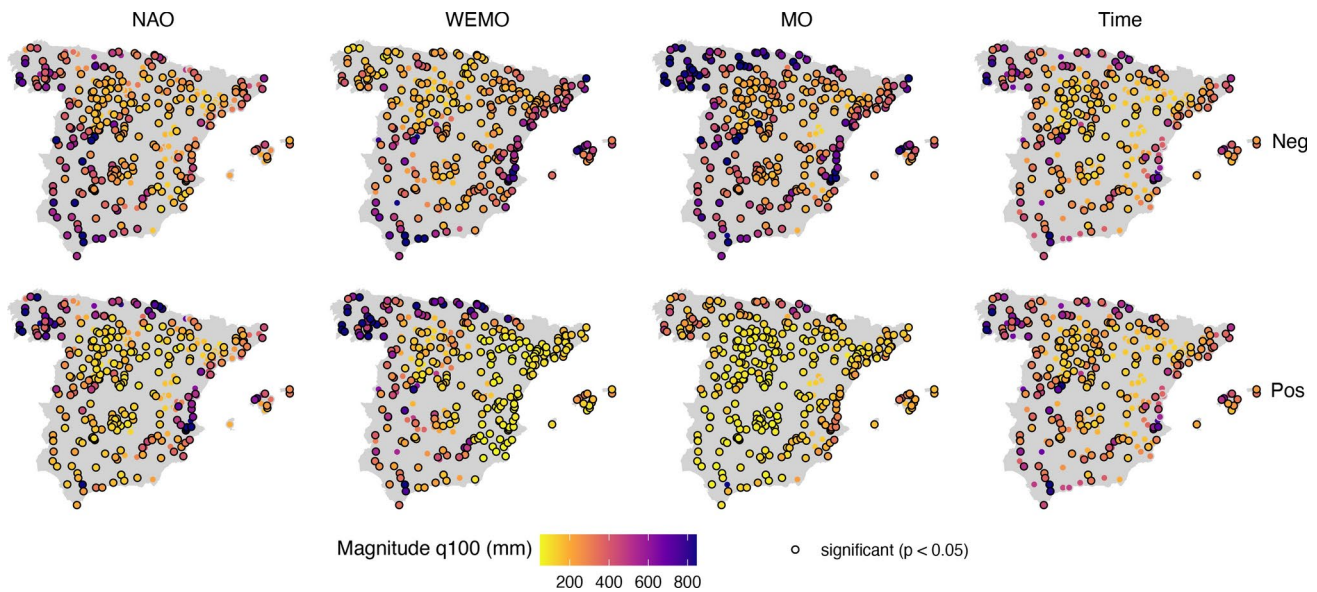 NAO WEMO MO Time
Neg
Pos
Magnitude q100 (mm)
200 400 600 800
significant (p < 0.05)